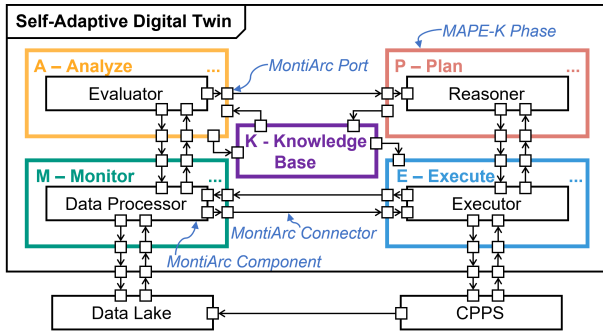 Self-Adaptive Digital Twin
MAPE-K Phase
A – Analyze ...
MontiArc Port
P – Plan ...
Evaluator
Reasoner
K - Knowledge
Base
M – Monitor ...
E – Execute ...
Data Processor
Executor
MontiArc Connector
MontiArc Component
Data Lake
CPPS